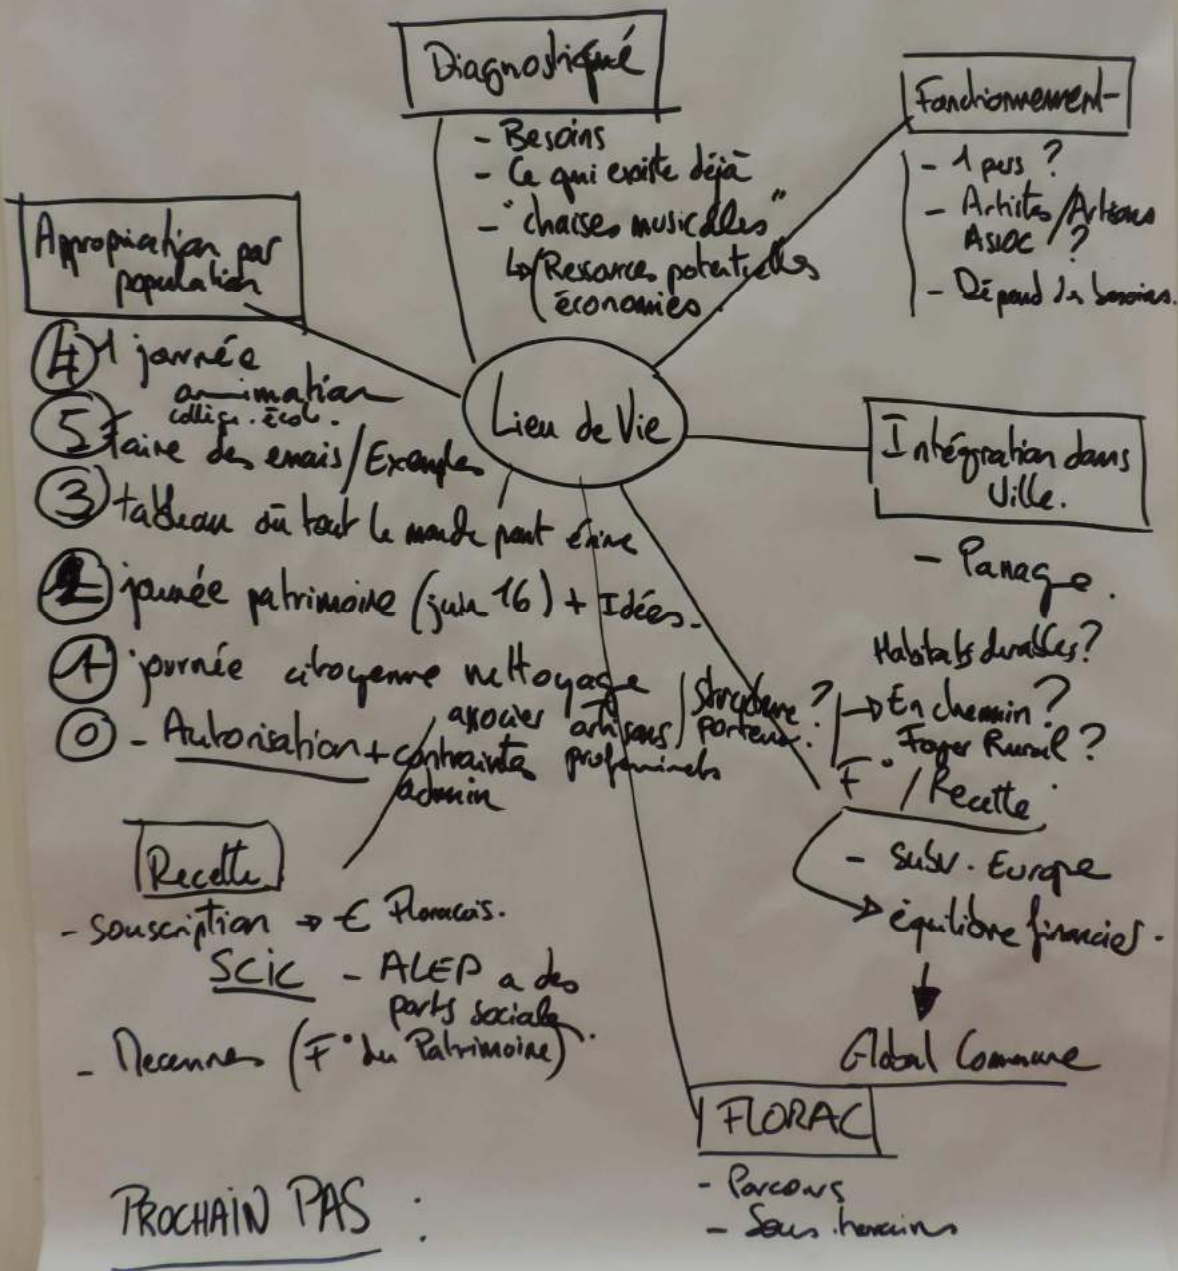 Diagnostiqué
- Besoins
- Ce qui existe déjà
- "chaises musicales"
↳ Ressources potentielles
économies
Fonctionnement
- 1 pers ?
- Artistes / Artisans
Assoc / ?
- Dépend des besoins.
Appropriation par
population
4 1 journée
animation
collège. école.
5 faire des essais / Exemples
3 tableau où tout le monde peut écrire
2 journée patrimoine (juin 16) + Idées
1 journée citoyenne nettoyage
associer artisans
professionnels
0 - Autorisation + contraintes
admin
Lieu de Vie
Intégration dans
Ville.
- Passage.
Habitats durables?
Structure ?
porteuse ?
→ En chemin ?
Foyer Rural ?
F° / Recette
- Subv. Europe
→ équilibre financier.
Global Commune
Recette
- Souscription → € Floracois.
SCIC - ALEP a des
parts sociales
- Mecennes (F° du Patrimoine)
FLORAC
- Parcours
- Sous.terrains
PROCHAIN PAS :